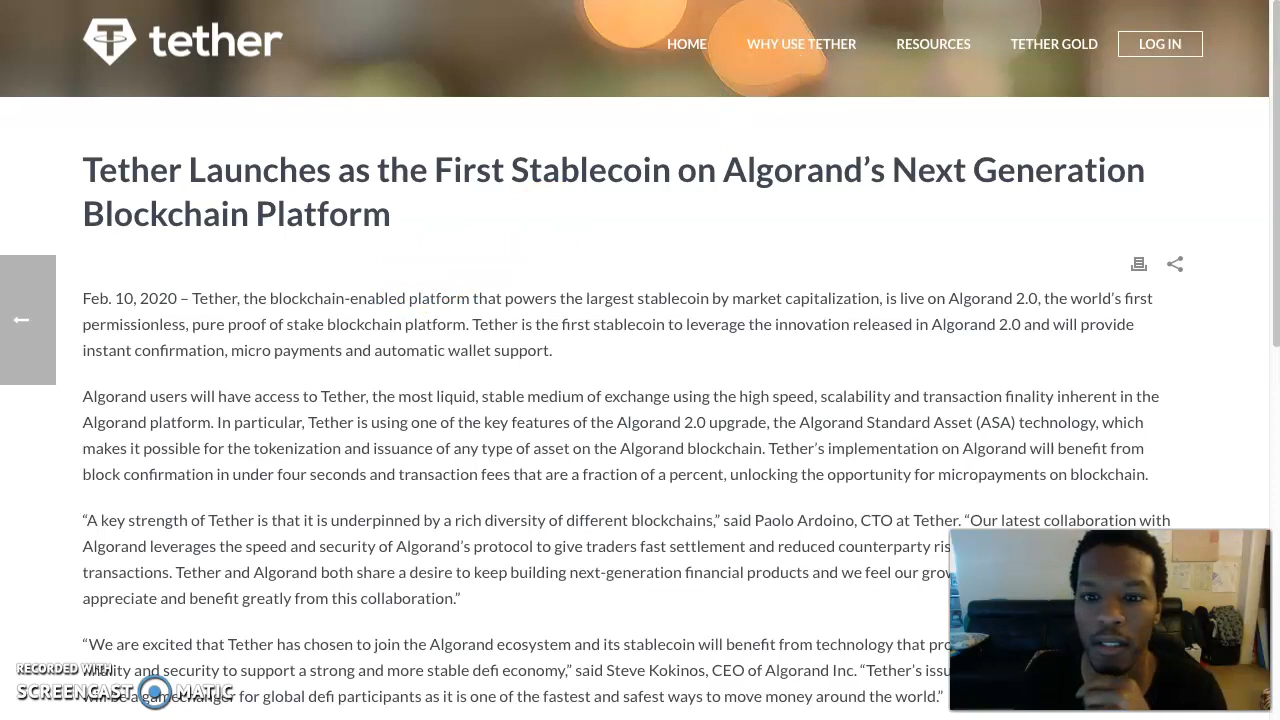 tether
HOME WHY USE TETHER RESOURCES TETHER GOLD LOG IN
Tether Launches as the First Stablecoin on Algorand’s Next Generation
Blockchain Platform
Feb. 10, 2020 – Tether, the blockchain-enabled platform that powers the largest stablecoin by market capitalization, is live on Algorand 2.0, the world’s first
permissionless, pure proof of stake blockchain platform. Tether is the first stablecoin to leverage the innovation released in Algorand 2.0 and will provide
instant confirmation, micro payments and automatic wallet support.
Algorand users will have access to Tether, the most liquid, stable medium of exchange using the high speed, scalability and transaction finality inherent in the
Algorand platform. In particular, Tether is using one of the key features of the Algorand 2.0 upgrade, the Algorand Standard Asset (ASA) technology, which
makes it possible for the tokenization and issuance of any type of asset on the Algorand blockchain. Tether’s implementation on Algorand will benefit from
block confirmation in under four seconds and transaction fees that are a fraction of a percent, unlocking the opportunity for micropayments on blockchain.
“A key strength of Tether is that it is underpinned by a rich diversity of different blockchains,” said Paolo Ardoino, CTO at Tether. “Our latest collaboration with
Algorand leverages the speed and security of Algorand’s protocol to give traders fast settlement and reduced counterparty
transactions. Tether and Algorand both share a desire to keep building next-generation financial products and we feel our
appreciate and benefit greatly from this collaboration.”
“We are excited that Tether has chosen to join the Algorand ecosystem and its stablecoin will benefit from technology that
and security to support a strong and more stable defi economy,” said Steve Kokinos, CEO of Algorand Inc. “Tether’s
for global defi participants as it is one of the fastest and safest ways to move money around the world.”
RECORDED WITH
SCREENCAST MATIC